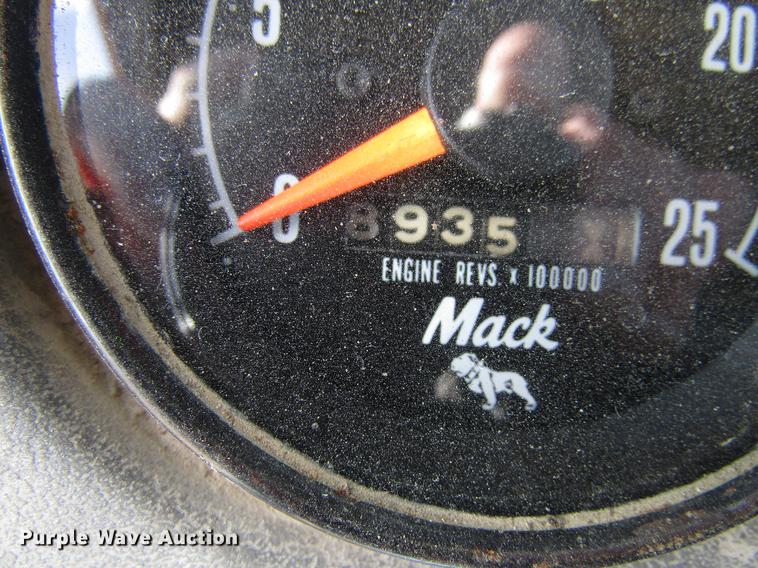 5
20
0
8935
25
ENGINE REVS x 100000
Mack
Purple Wave Auction